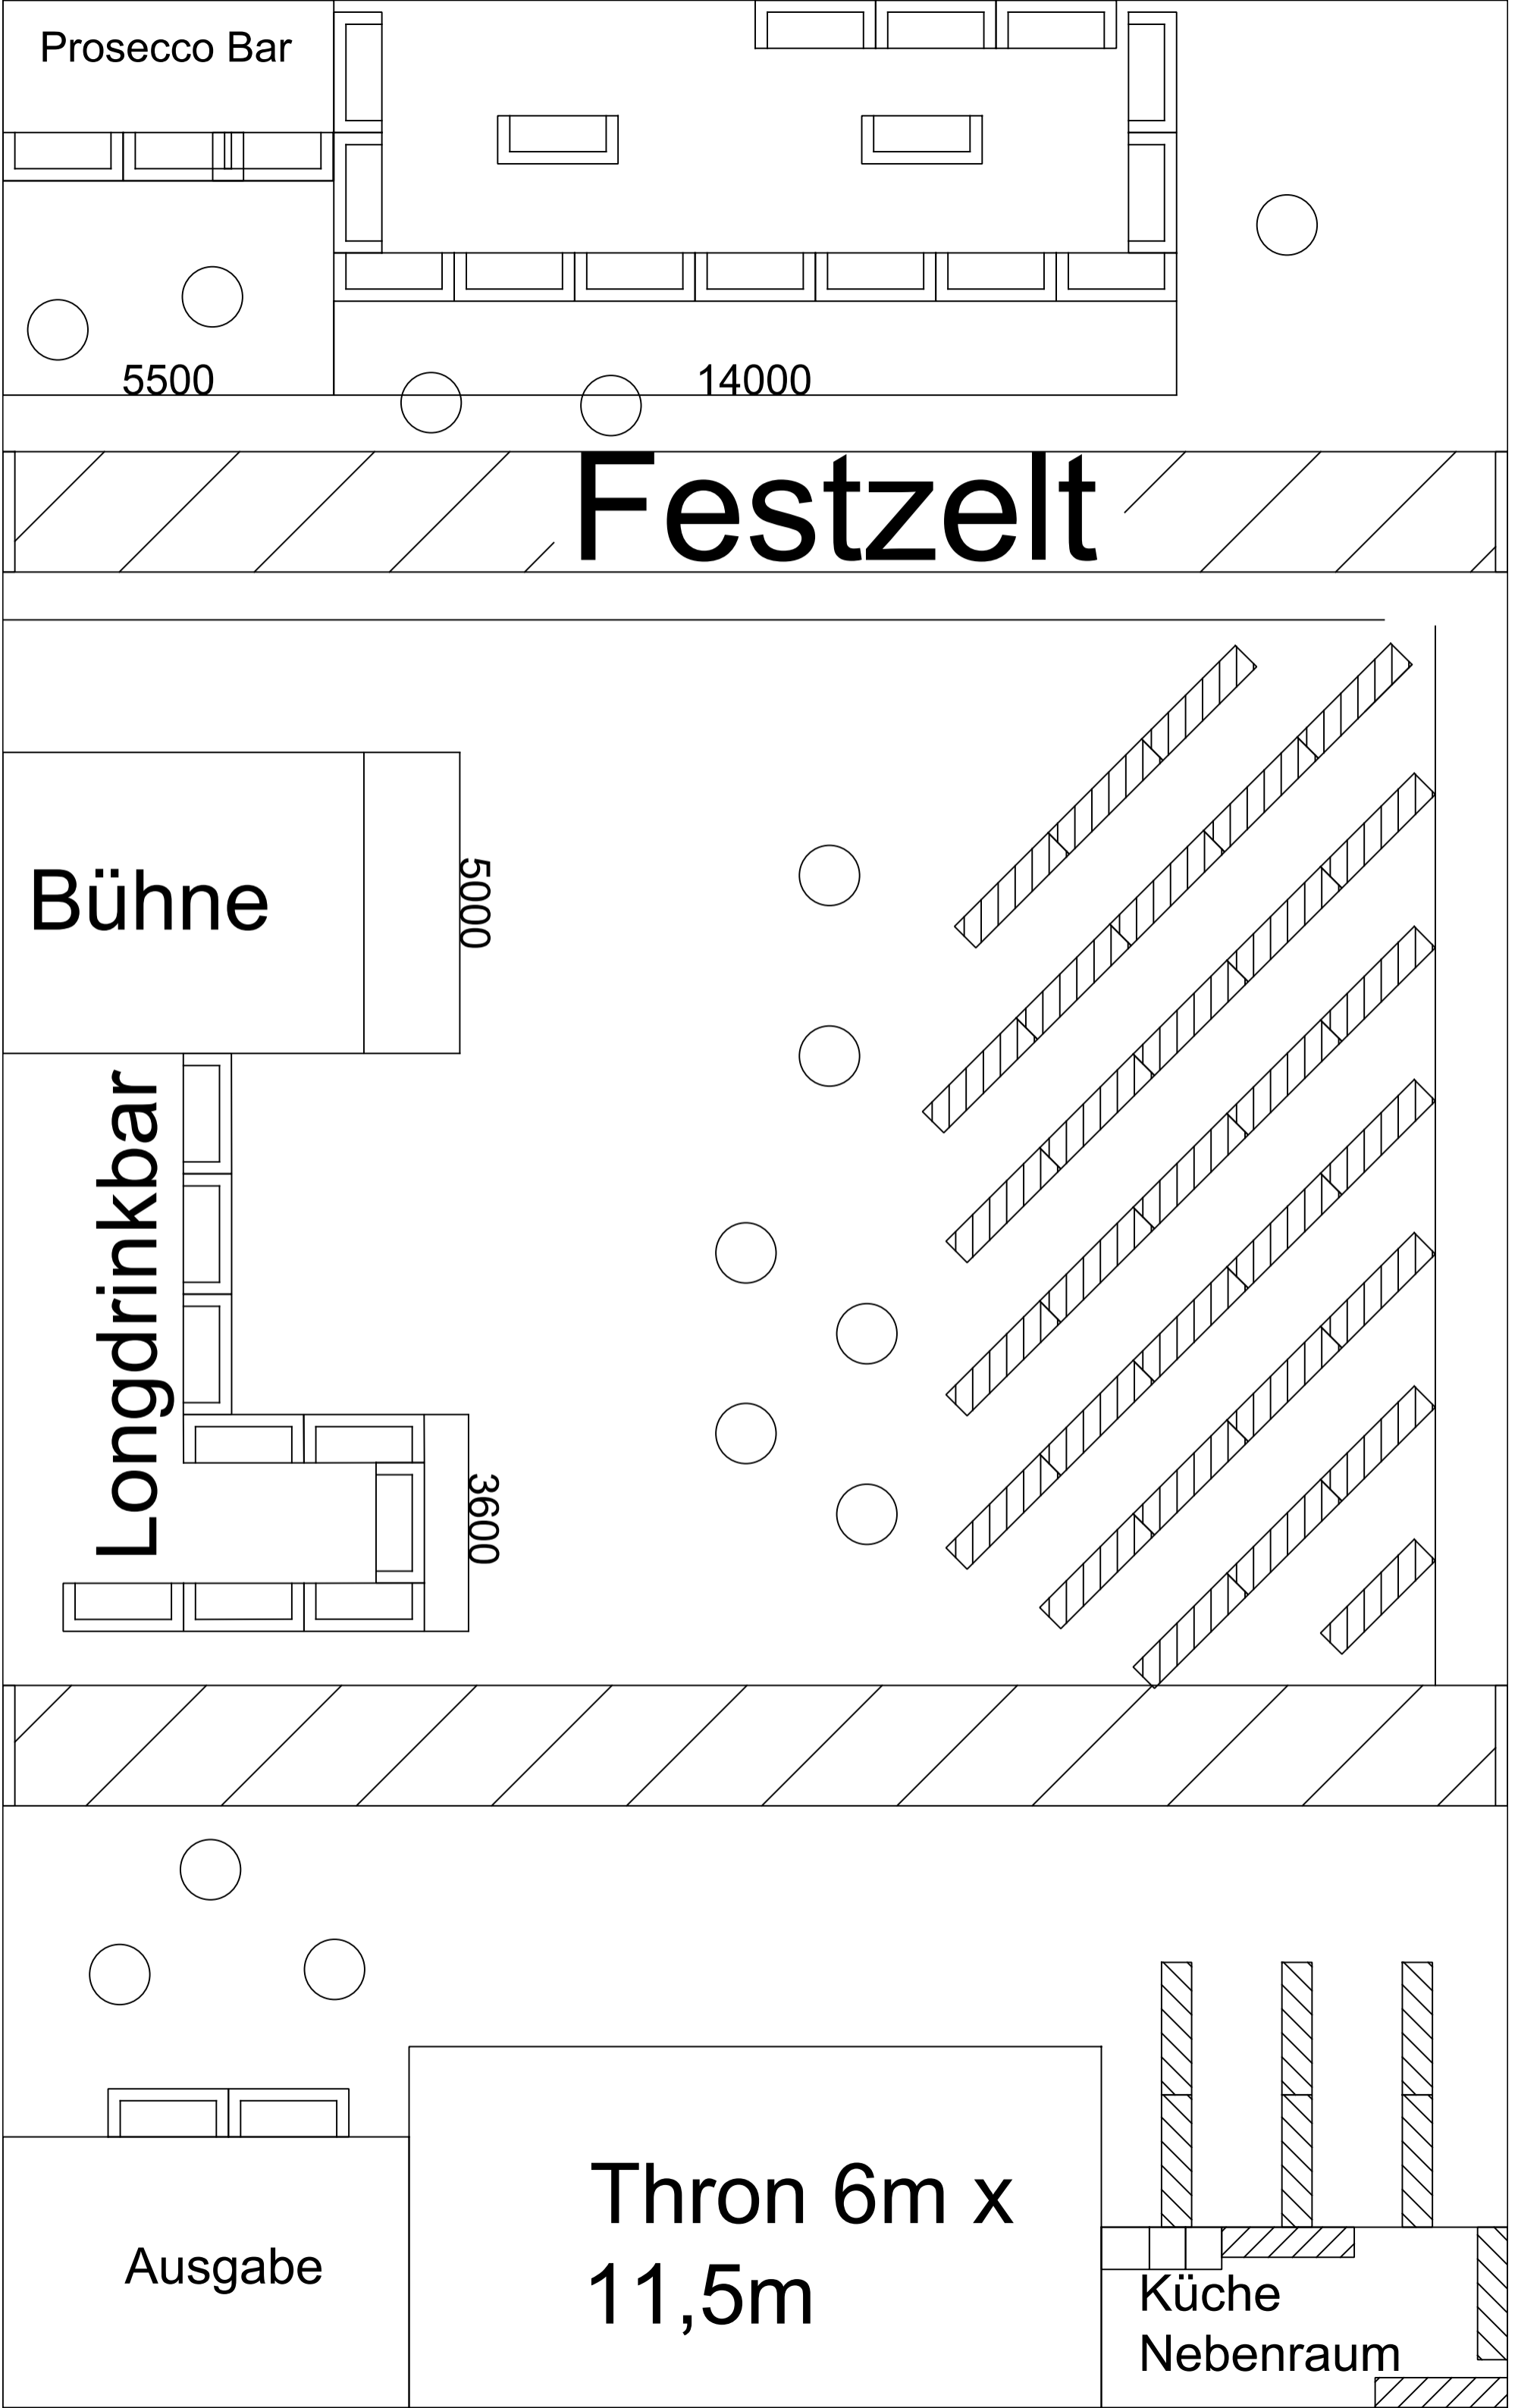 Prosecco Bar
5500
14000
Festzelt
Bühne
5000
Longdrinkbar
3600
Thron 6m x
11,5m
Ausgabe
Küche
Nebenraum